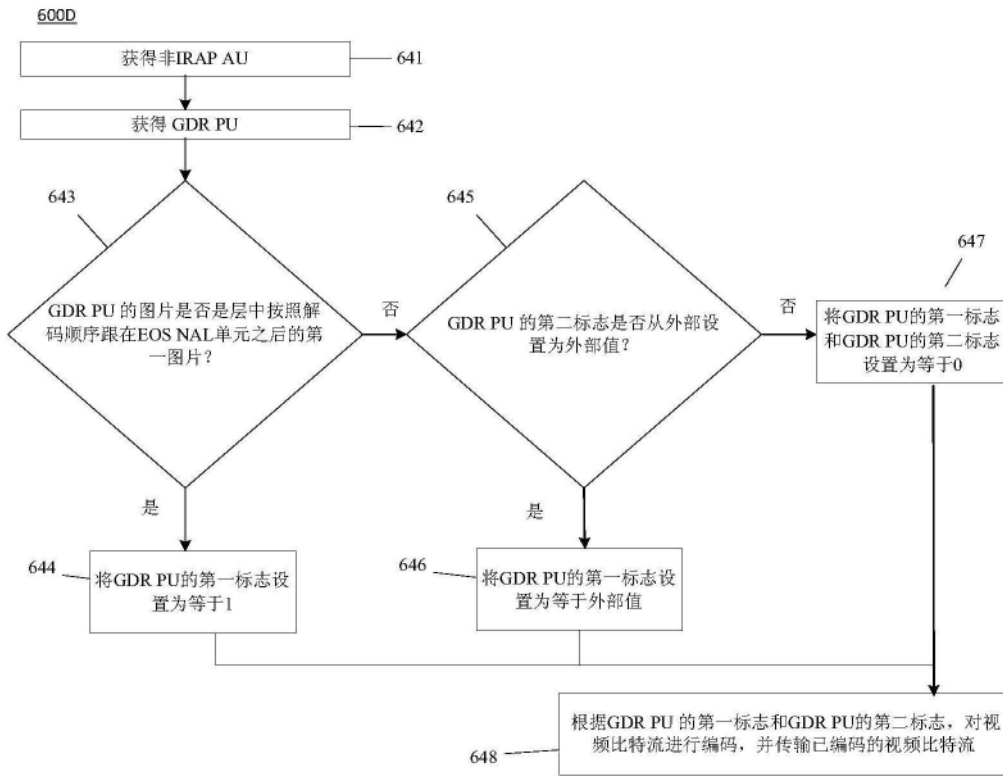 600D
获得非IRAP AU
641
获得 GDR PU
642
643
GDR PU 的图片是否是层中按照解
码顺序跟在EOS NAL单元之后的第
一图片？
否
645
GDR PU 的第二标志是否从外部设
置为外部值？
否
647
将GDR PU的第一标志
和GDR PU的第二标志
设置为等于0
是
644
将GDR PU的第一标志设
置为等于1
是
646
将GDR PU的第一标志设
置为等于外部值
648
根据GDR PU 的第一标志和GDR PU的第二标志，对视
频比特流进行编码，并传输已编码的视频比特流